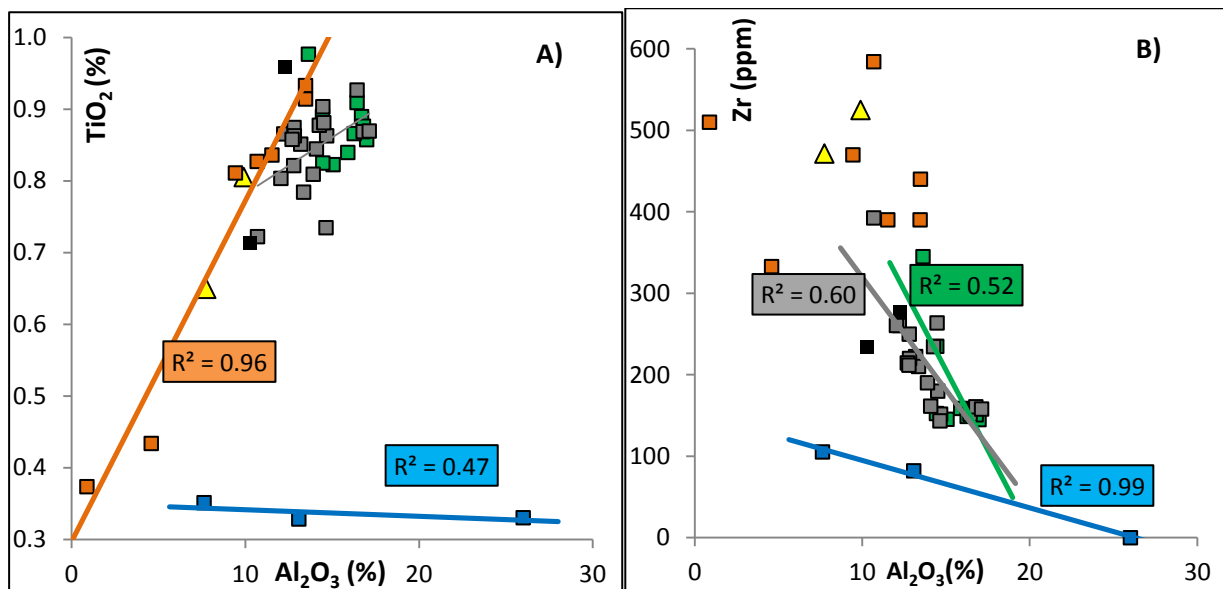 A)
TiO₂ (%)
1.0
0.9
0.8
0.7
0.6
0.5
0.4
0.3
R² = 0.96
R² = 0.47
0
10
20
30
Al₂O₃ (%)
B)
Zr (ppm)
600
500
400
300
200
100
0
R² = 0.60
R² = 0.52
R² = 0.99
0
10
20
30
Al₂O₃(%)